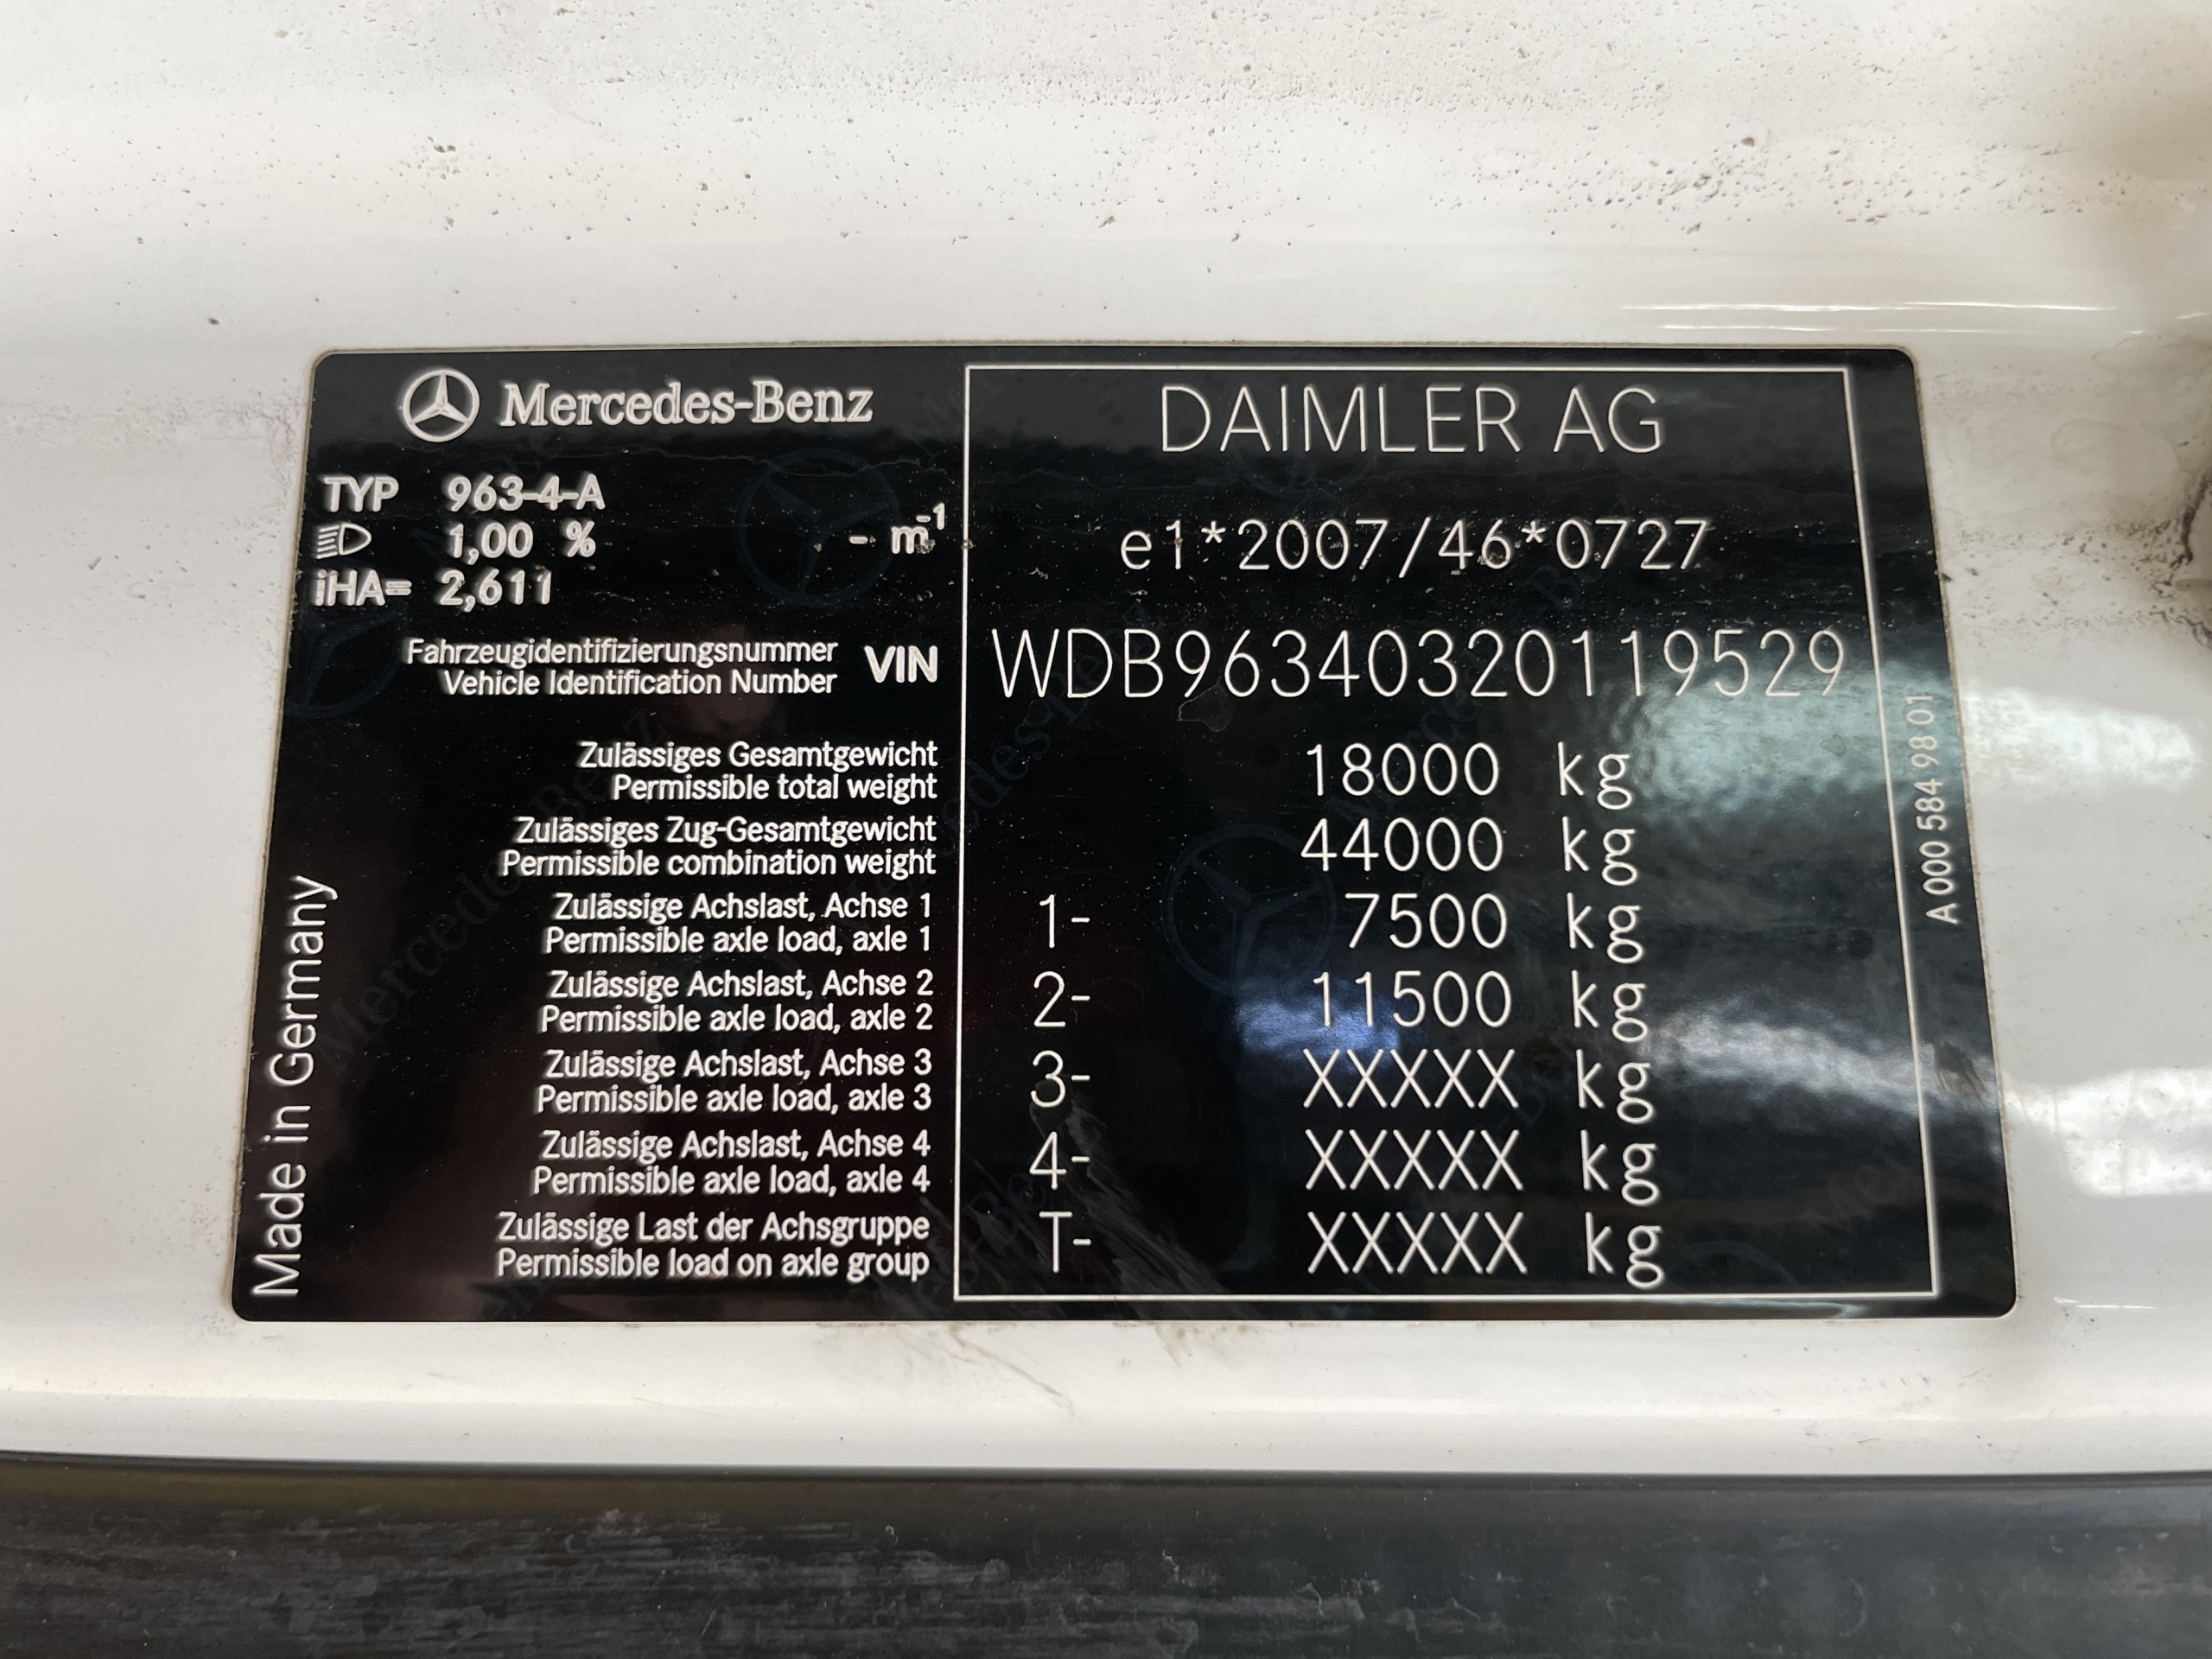 Mercedes-Benz
TYP 963-4-A
1,00 % - m-1
iHA= 2,611
DAIMLER AG
e1*2007/46*0727
Fahrzeugidentifizierungsnummer
Vehicle Identification Number
VIN WDB96340320119529
Zulässiges Gesamtgewicht
Permissible total weight
18000 kg
Zulässiges Zug-Gesamtgewicht
Permissible combination weight
44000 kg
Zulässige Achslast, Achse 1
Permissible axle load, axle 1
1- 7500 kg
Zulässige Achslast, Achse 2
Permissible axle load, axle 2
2- 11500 kg
Zulässige Achslast, Achse 3
Permissible axle load, axle 3
3- XXXXX kg
Zulässige Achslast, Achse 4
Permissible axle load, axle 4
4- XXXXX kg
Zulässige Last der Achsgruppe
Permissible load on axle group
T- XXXXX kg
Made in Germany
A 000 584 98 01